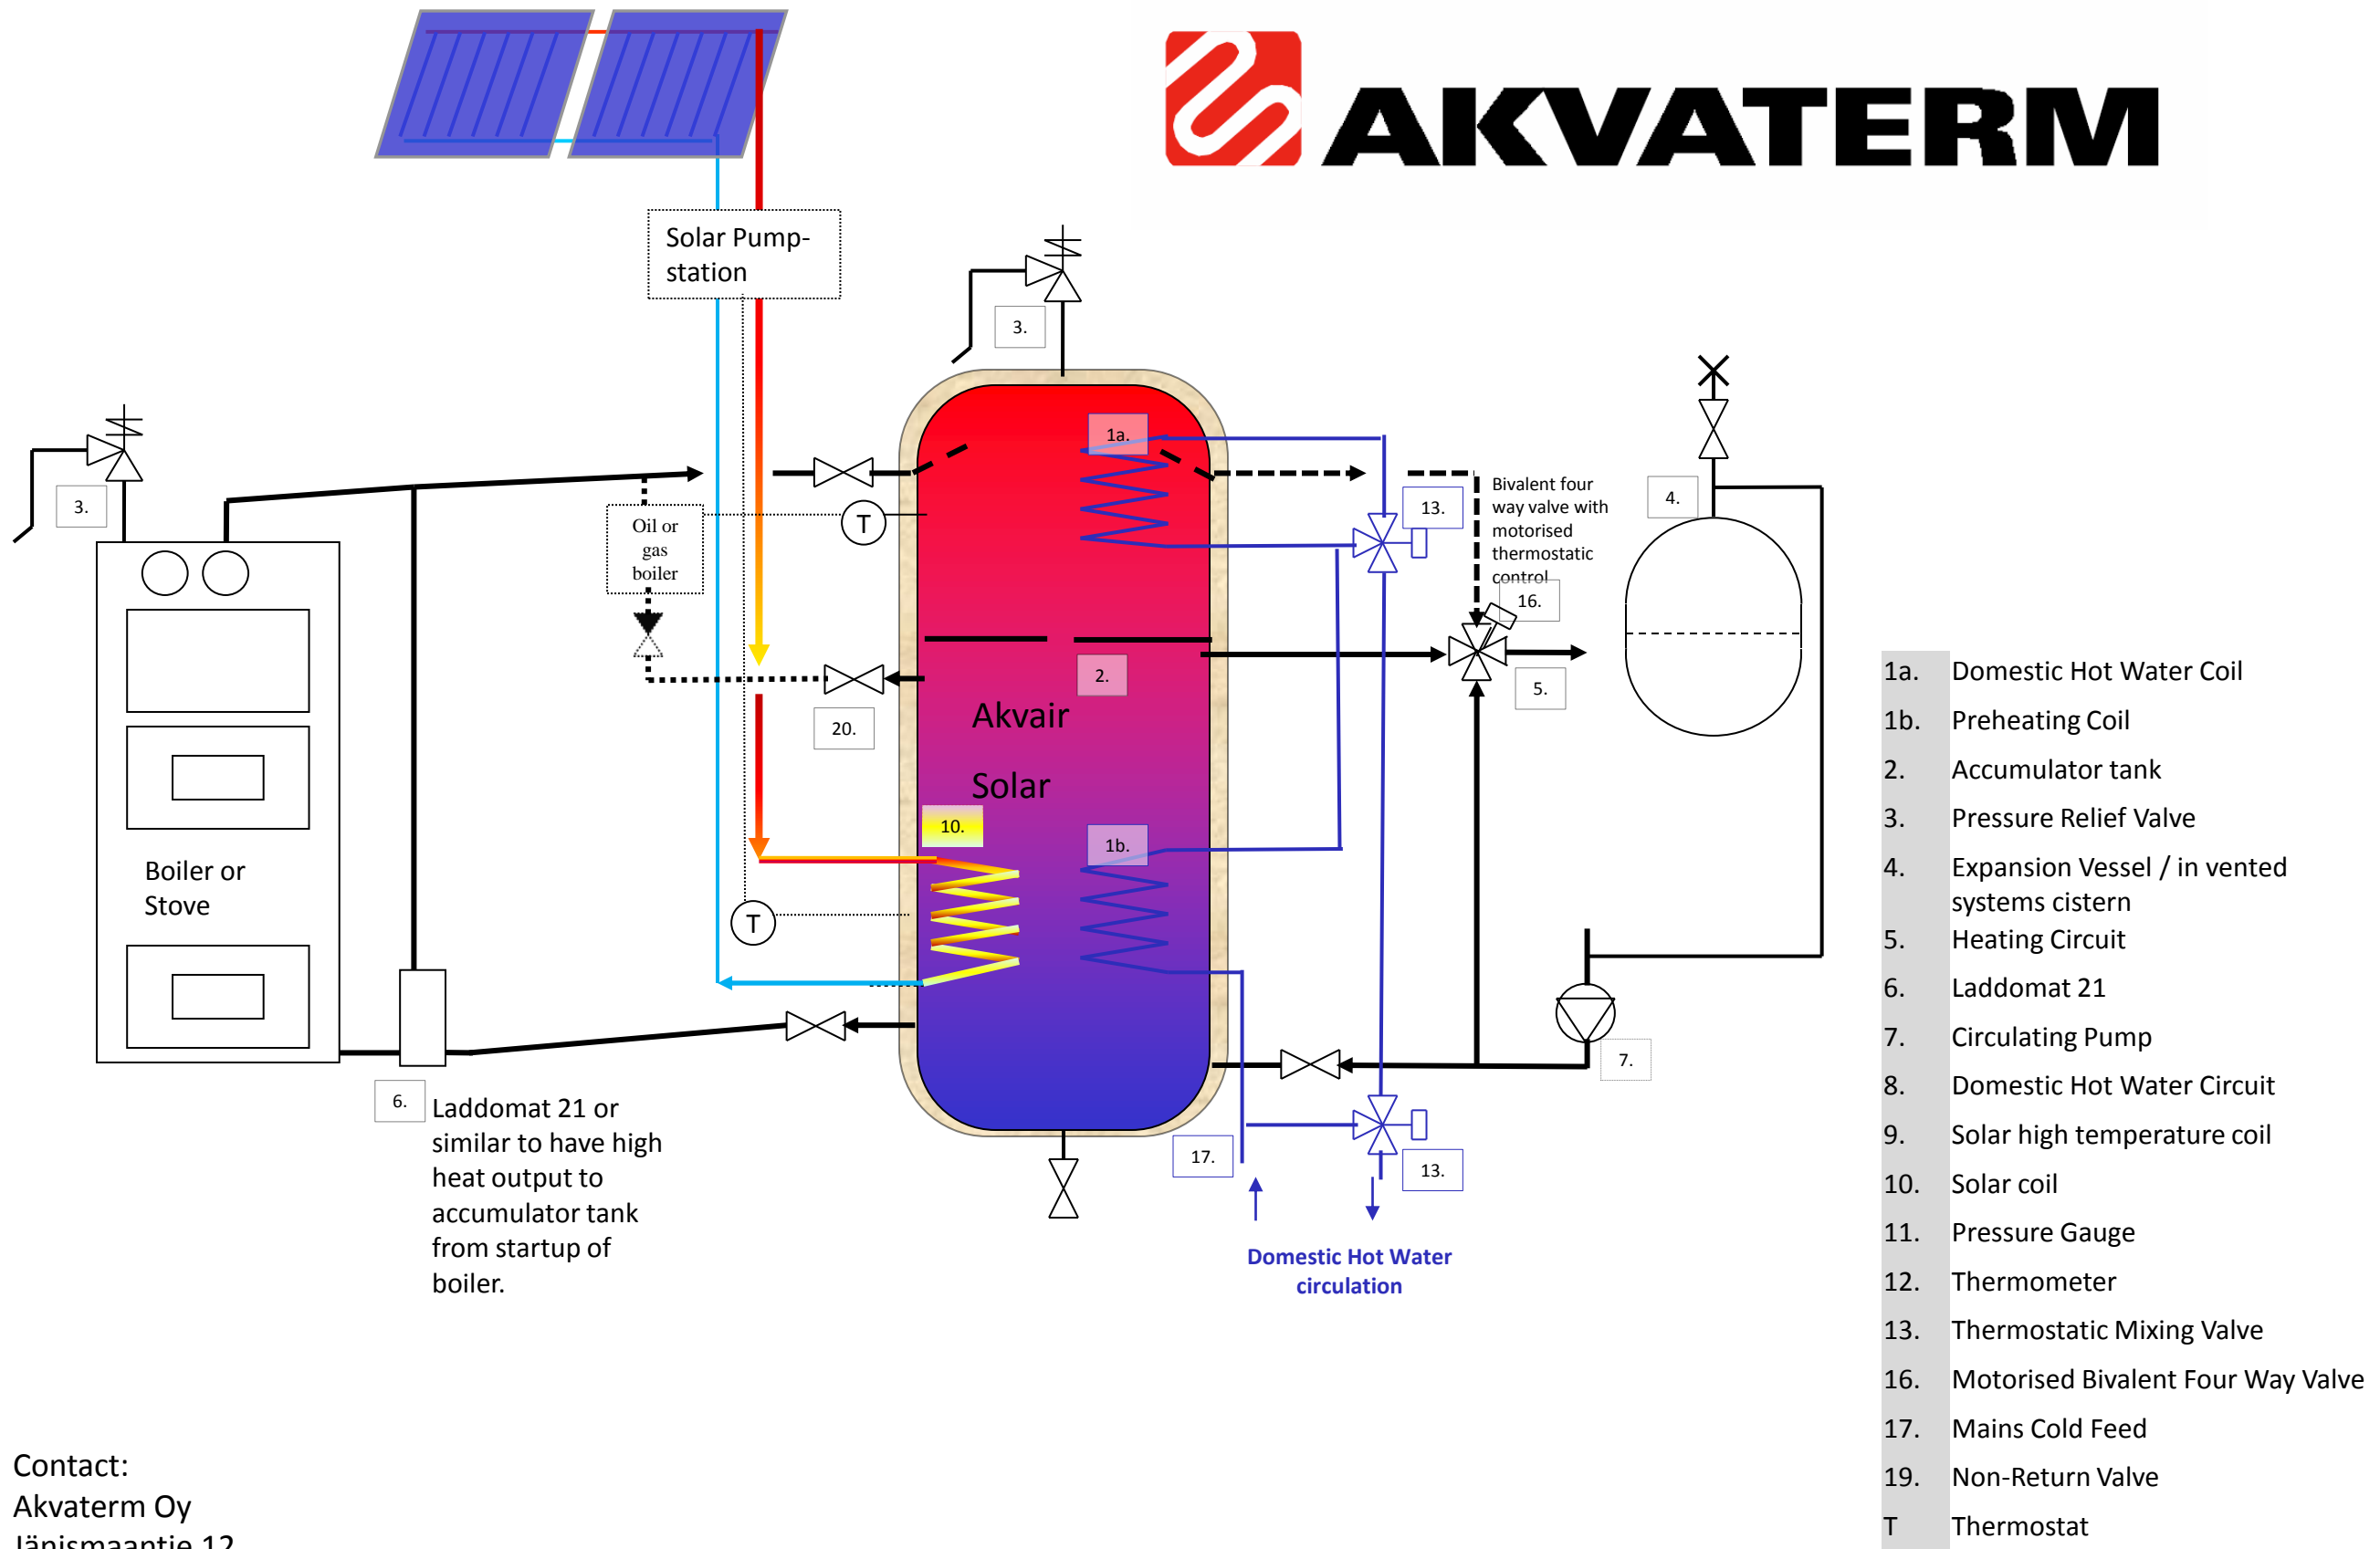 AKVATERM
Solar Pump-
station
3.
3.
1a.
Bivalent four
way valve with
motorised
thermostatic
control
4.
13.
Oil or
gas
boiler
T
16.
2.
5.
20.
Akvair
Solar
10.
1b.
Boiler or
Stove
T
7.
6.
Laddomat 21 or
similar to have high
heat output to
accumulator tank
from startup of
boiler.
17.
13.
Domestic Hot Water
circulation
1a. Domestic Hot Water Coil
1b. Preheating Coil
2. Accumulator tank
3. Pressure Relief Valve
4. Expansion Vessel / in vented
systems cistern
5. Heating Circuit
6. Laddomat 21
7. Circulating Pump
8. Domestic Hot Water Circuit
9. Solar high temperature coil
10. Solar coil
11. Pressure Gauge
12. Thermometer
13. Thermostatic Mixing Valve
16. Motorised Bivalent Four Way Valve
17. Mains Cold Feed
19. Non-Return Valve
T Thermostat
Contact:
Akvaterm Oy
Jänismaantie 12